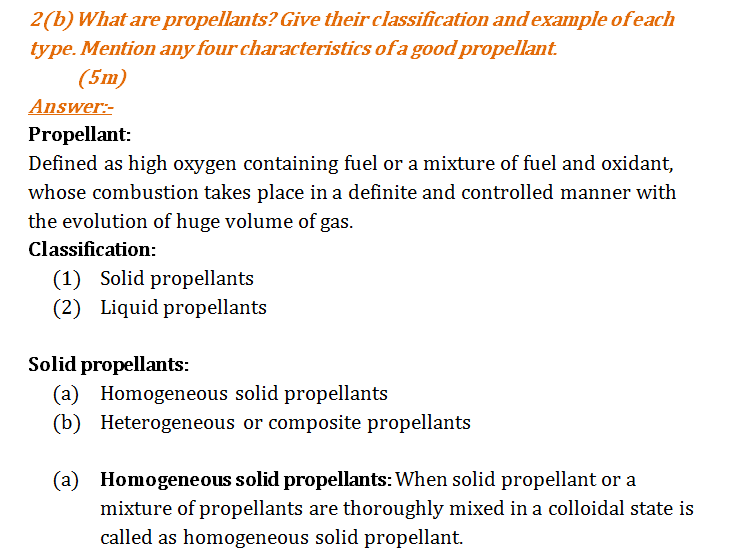 2(b) What are propellants? Give their classification and example of each
type. Mention any four characteristics of a good propellant.
(5m)
Answer:-
Propellant:
Defined as high oxygen containing fuel or a mixture of fuel and oxidant,
whose combustion takes place in a definite and controlled manner with
the evolution of huge volume of gas.
Classification:
(1) Solid propellants
(2) Liquid propellants
Solid propellants:
(a) Homogeneous solid propellants
(b) Heterogeneous or composite propellants
(a) Homogeneous solid propellants: When solid propellant or a
mixture of propellants are thoroughly mixed in a colloidal state is
called as homogeneous solid propellant.